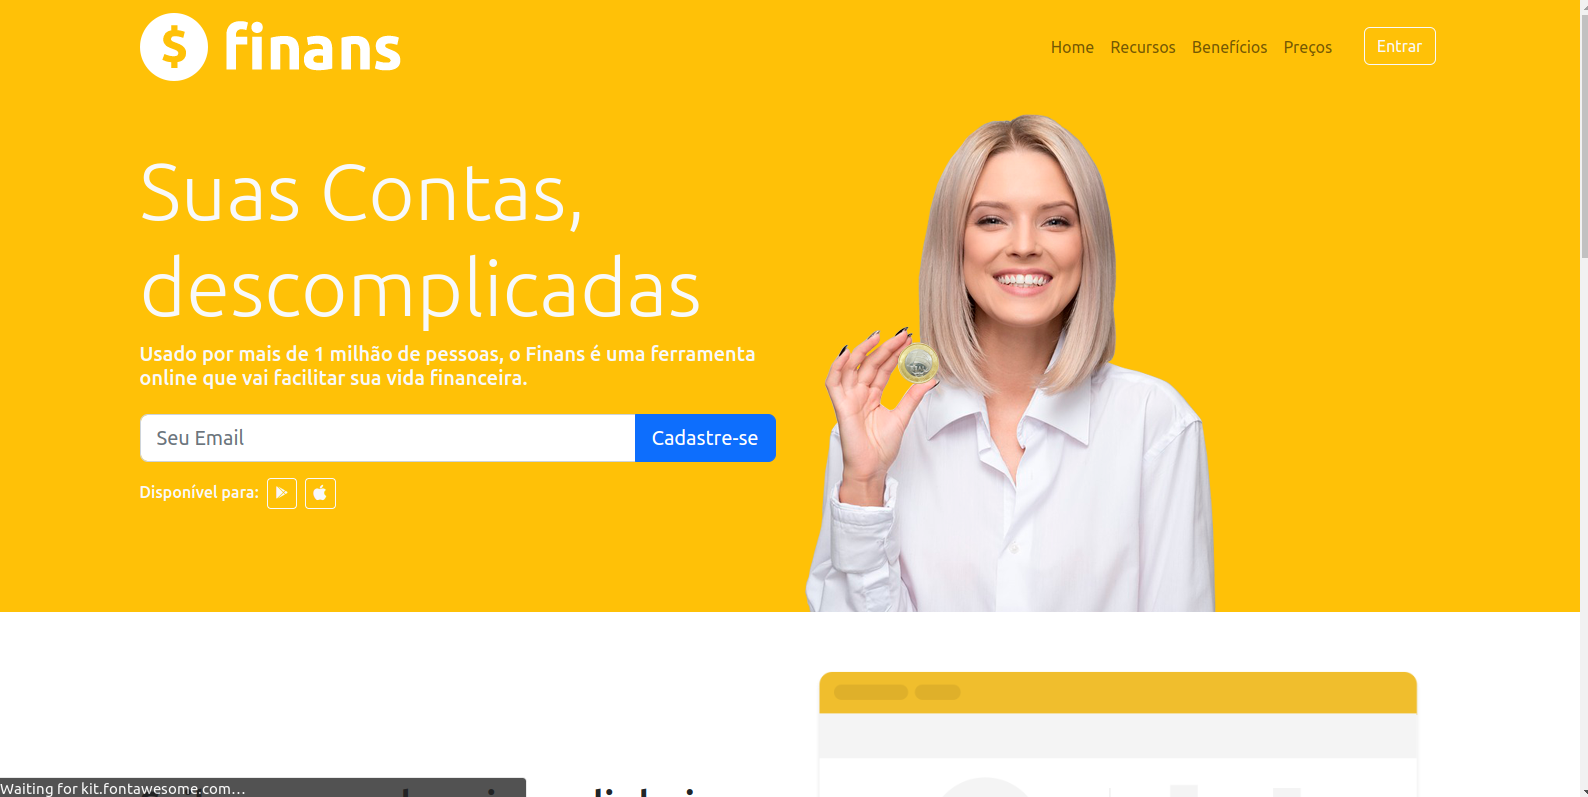 finans
Home Recursos Benefícios Preços Entrar
Suas Contas,
descomplicadas
Usado por mais de 1 milhão de pessoas, o Finans é uma ferramenta
online que vai facilitar sua vida financeira.
Seu Email Cadastre-se
Disponível para:
Waiting for kit.fontawesome.com…